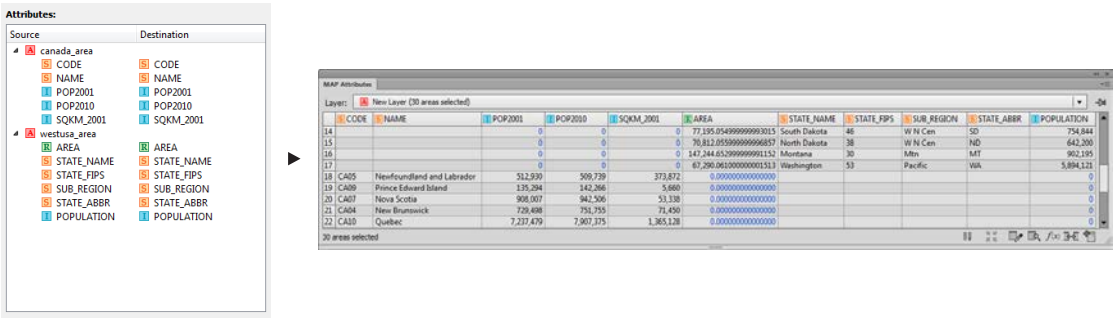 Attributes:
Source Destination
A canada_area
S CODE S CODE
S NAME S NAME
I POP2001 I POP2001
I POP2010 I POP2010
I SQKM_2001 I SQKM_2001
A westusa_area
R AREA R AREA
S STATE_NAME S STATE_NAME
S STATE_FIPS S STATE_FIPS
S SUB_REGION S SUB_REGION
S STATE_ABBR S STATE_ABBR
I POPULATION I POPULATION
MAP Attributes
Layer: A New Layer (30 areas selected)
S CODE S NAME I POP2001 I POP2010 I SQKM_2001 R AREA S STATE_NAME S STATE_FIPS S SUB_REGION S STATE_ABBR I POPULATION
14 0 0 0 77,195.054999999993015 South Dakota 46 W N Cen SD 754,844
15 0 0 0 70,812.055999999996857 North Dakota 38 W N Cen ND 642,200
16 0 0 0 147,244.652999999991152 Montana 30 Mtn MT 902,195
17 0 0 0 67,290.061000000001513 Washington 53 Pacific WA 5,894,121
18 CA05 Newfoundland and Labrador 512,930 509,739 373,872 0.000000000000000 0
19 CA09 Prince Edward Island 135,294 142,266 5,660 0.000000000000000 0
20 CA07 Nova Scotia 908,007 942,506 53,338 0.000000000000000 0
21 CA04 New Brunswick 729,498 751,755 71,450 0.000000000000000 0
22 CA10 Quebec 7,237,479 7,907,375 1,365,128 0.000000000000000 0
30 areas selected
f(x)